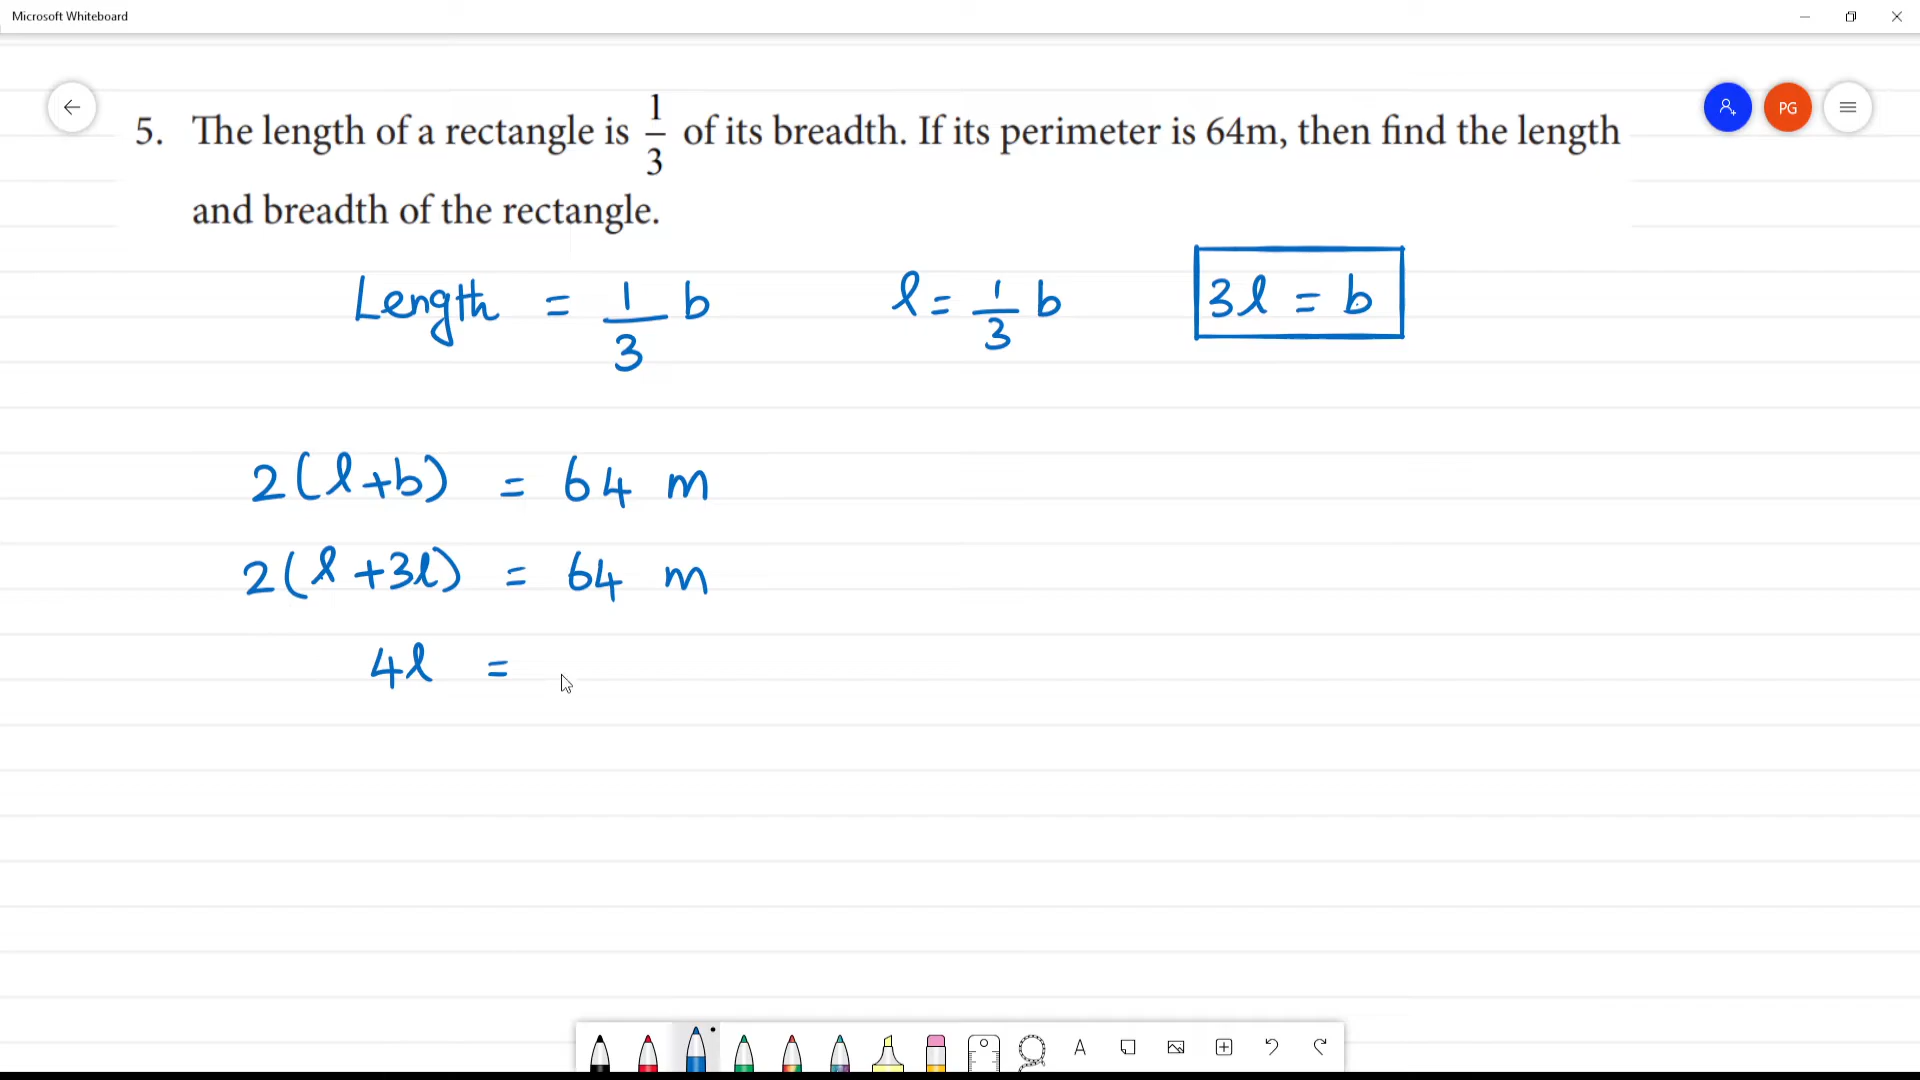 Microsoft Whiteboard
PG
5. The length of a rectangle is 1/3 of its breadth. If its perimeter is 64m, then find the length
and breadth of the rectangle.
Length = 1/3 b l = 1/3 b 3l = b
2(l+b) = 64 m
2(l+3l) = 64 m
4l =
A